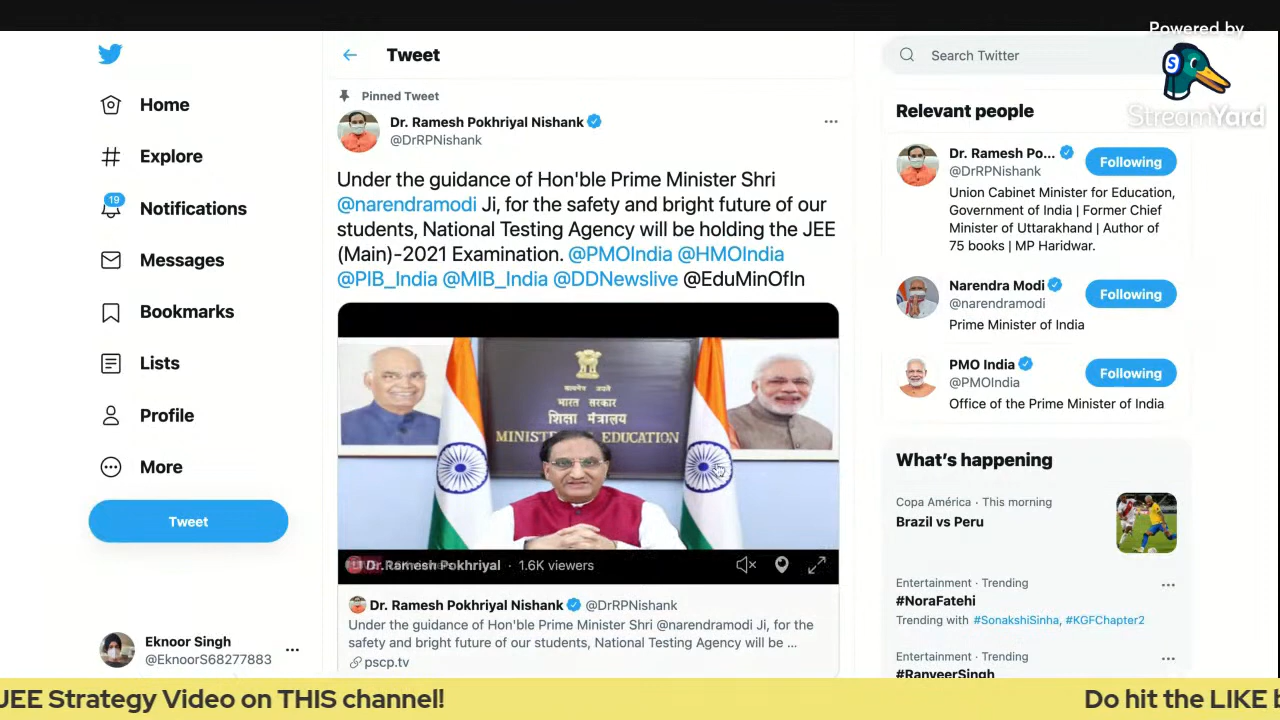 Powered by
StreamYard
Home
Explore
19
Notifications
Messages
Bookmarks
Lists
Profile
More
Tweet
Eknoor Singh
@EknoorS68277883
Tweet
Pinned Tweet
Dr. Ramesh Pokhriyal Nishank
@DrRPNishank
Under the guidance of Hon'ble Prime Minister Shri
@narendramodi Ji, for the safety and bright future of our
students, National Testing Agency will be holding the JEE
(Main)-2021 Examination. @PMOIndia @HMOIndia
@PIB_India @MIB_India @DDNewslive @EduMinOfIn
सत्यमेव जयते
भारत सरकार
शिक्षा मंत्रालय
MINISTRY OF EDUCATION
Dr. Ramesh Pokhriyal · 1.6K viewers
Dr. Ramesh Pokhriyal Nishank @DrRPNishank
Under the guidance of Hon'ble Prime Minister Shri @narendramodi Ji, for the
safety and bright future of our students, National Testing Agency will be ...
pscp.tv
Search Twitter
Relevant people
Dr. Ramesh Po...
Following
@DrRPNishank
Union Cabinet Minister for Education,
Government of India | Former Chief
Minister of Uttarakhand | Author of
75 books | MP Haridwar.
Narendra Modi
Following
@narendramodi
Prime Minister of India
PMO India
Following
@PMOIndia
Office of the Prime Minister of India
What's happening
Copa América · This morning
Brazil vs Peru
Entertainment · Trending
#NoraFatehi
Trending with #SonakshiSinha, #KGFChapter2
Entertainment · Trending
#RanveerSingh
JEE Strategy Video on THIS channel!
Do hit the LIKE